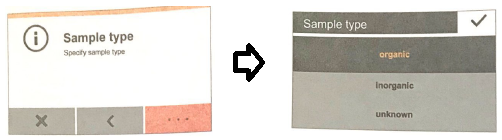 Sample type
Specify sample type
Sample type
organic
inorganic
unknown